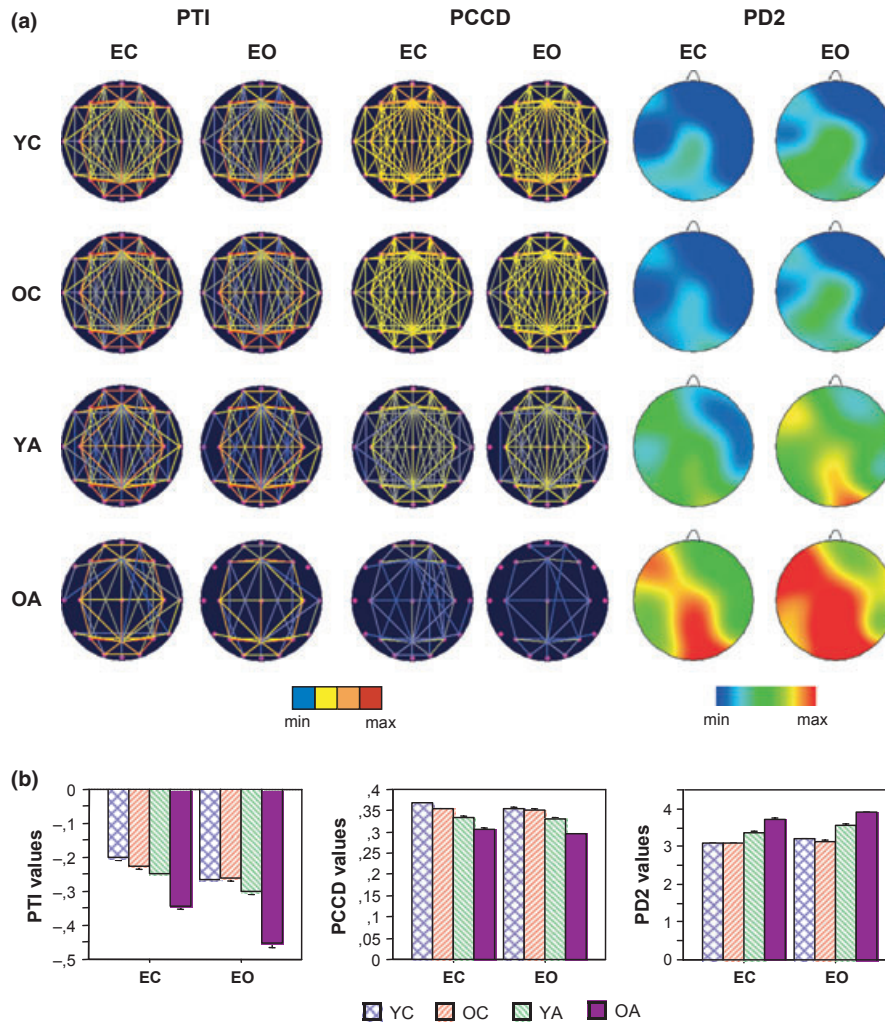 (a)
PTI PCCD PD2
EC EO EC EO EC EO
YC
OC
YA
OA
min max min max
(b)
PTI values
0
–,1
–,2
–,3
–,4
–,5
EC EO
PCCD values
,4
,35
,3
,25
,2
,15
,1
,05
0
EC EO
PD2 values
4
3
2
1
0
EC EO
YC OC YA OA